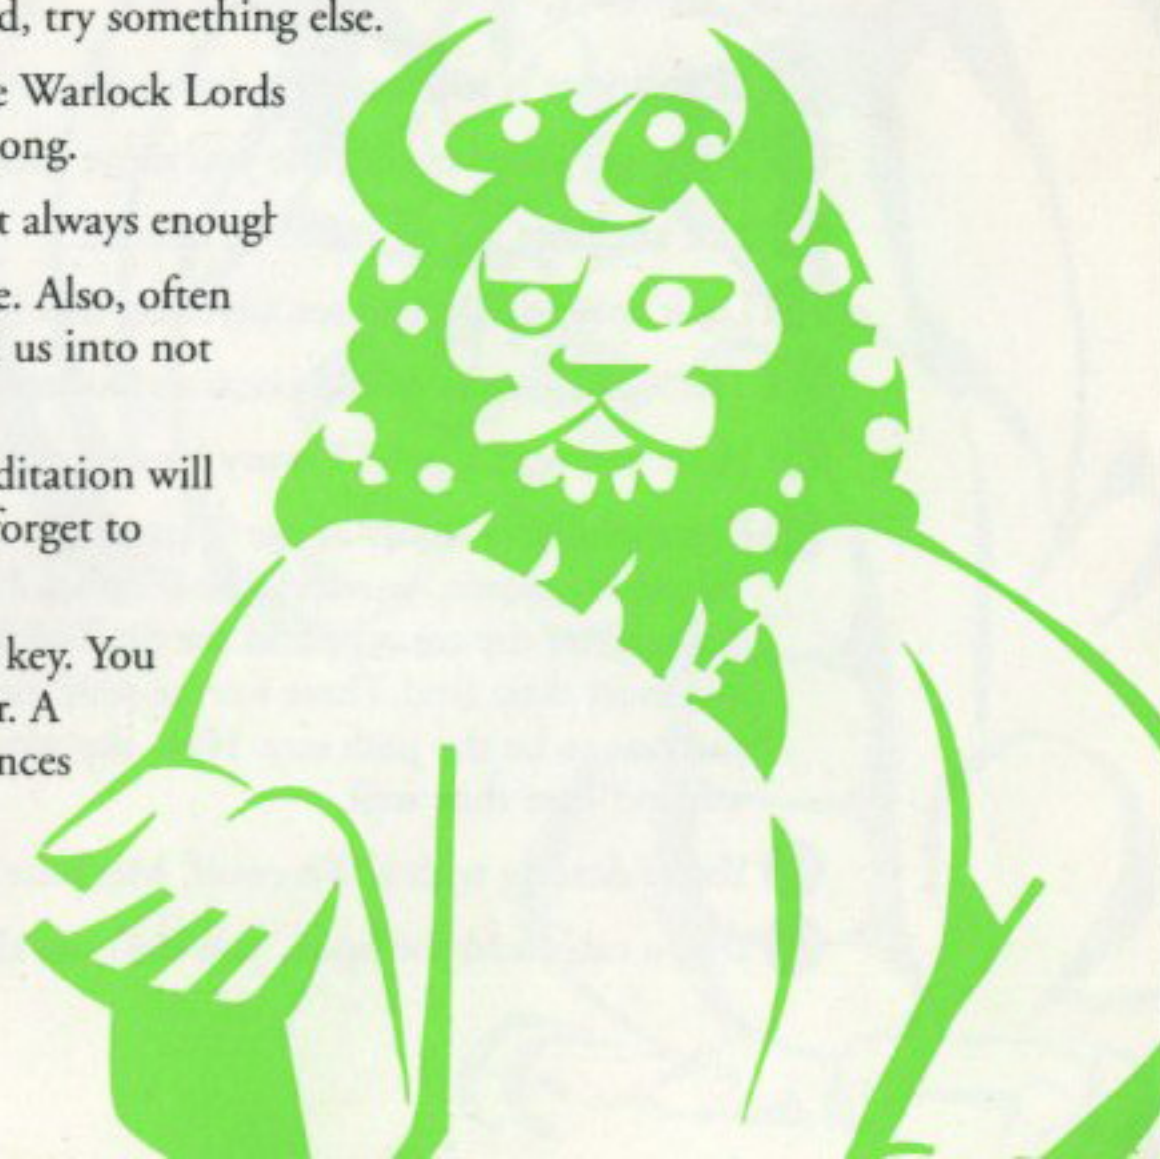 d, try something else.
e Warlock Lords
ong.
t always enough
e. Also, often
us into not
ditation will
forget to
key. You
r. A
nces